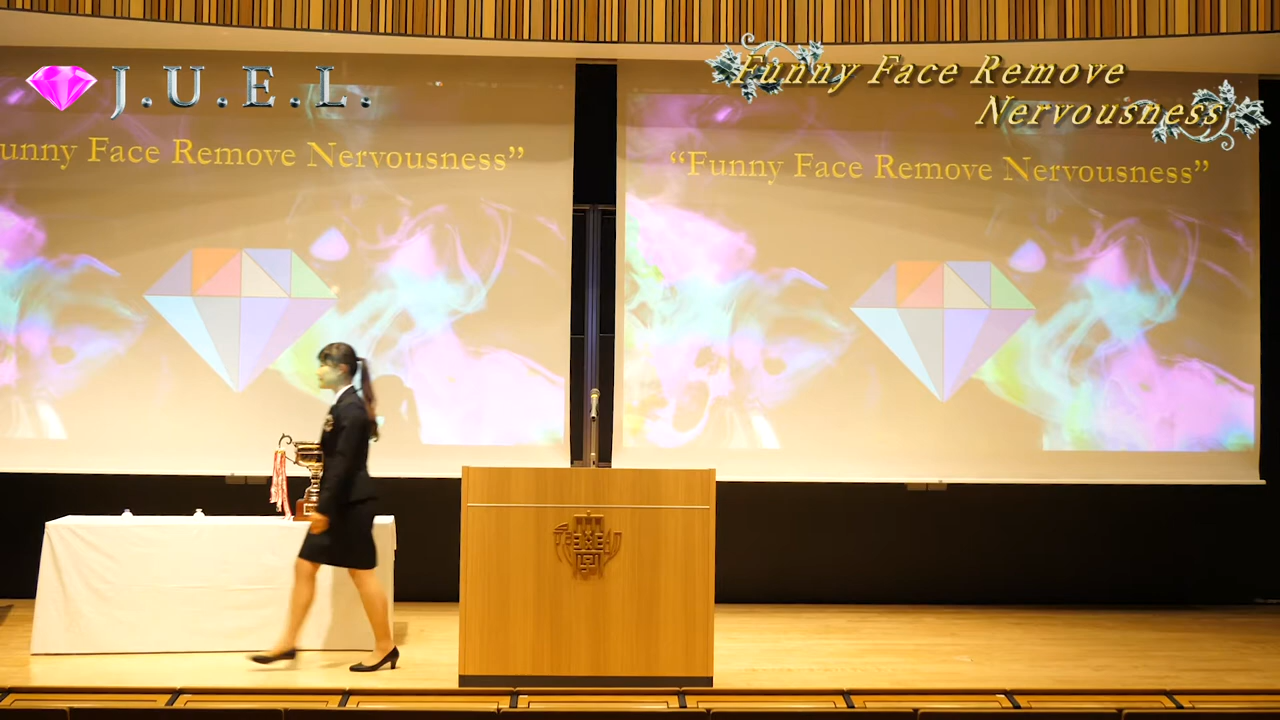 J.U.E.L.
Funny Face Remove
Nervousness
unny Face Remove Nervousness”
“Funny Face Remove Nervousness”